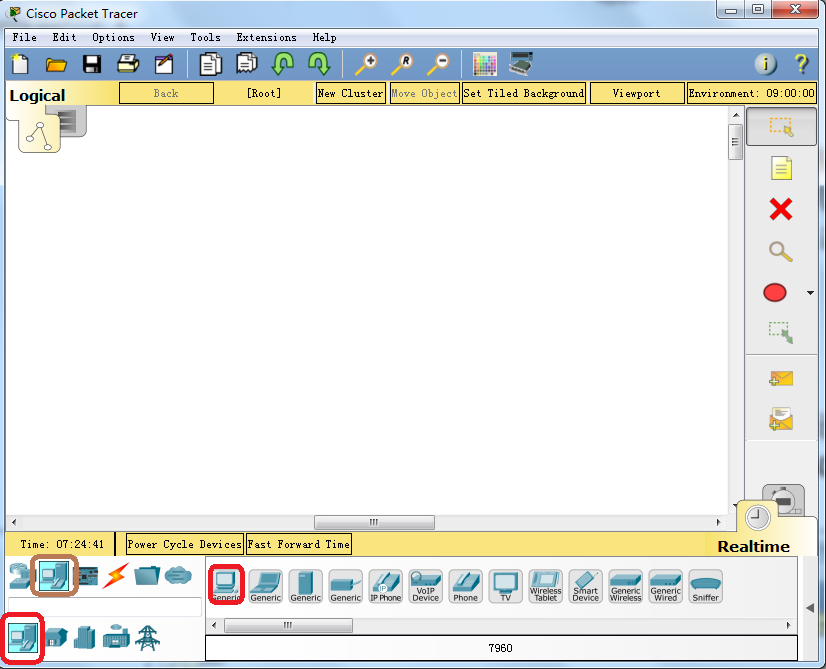 Cisco Packet Tracer
File Edit Options View Tools Extensions Help
Logical Back [Root] New Cluster Move Object Set Tiled Background Viewport Environment: 09:00:00
Time: 07:24:41 Power Cycle Devices Fast Forward Time
Realtime
Generic Generic Generic Generic IP Phone VoIP Device Phone TV Wireless Tablet Smart Device Generic Wireless Generic Wired Sniffer
7960